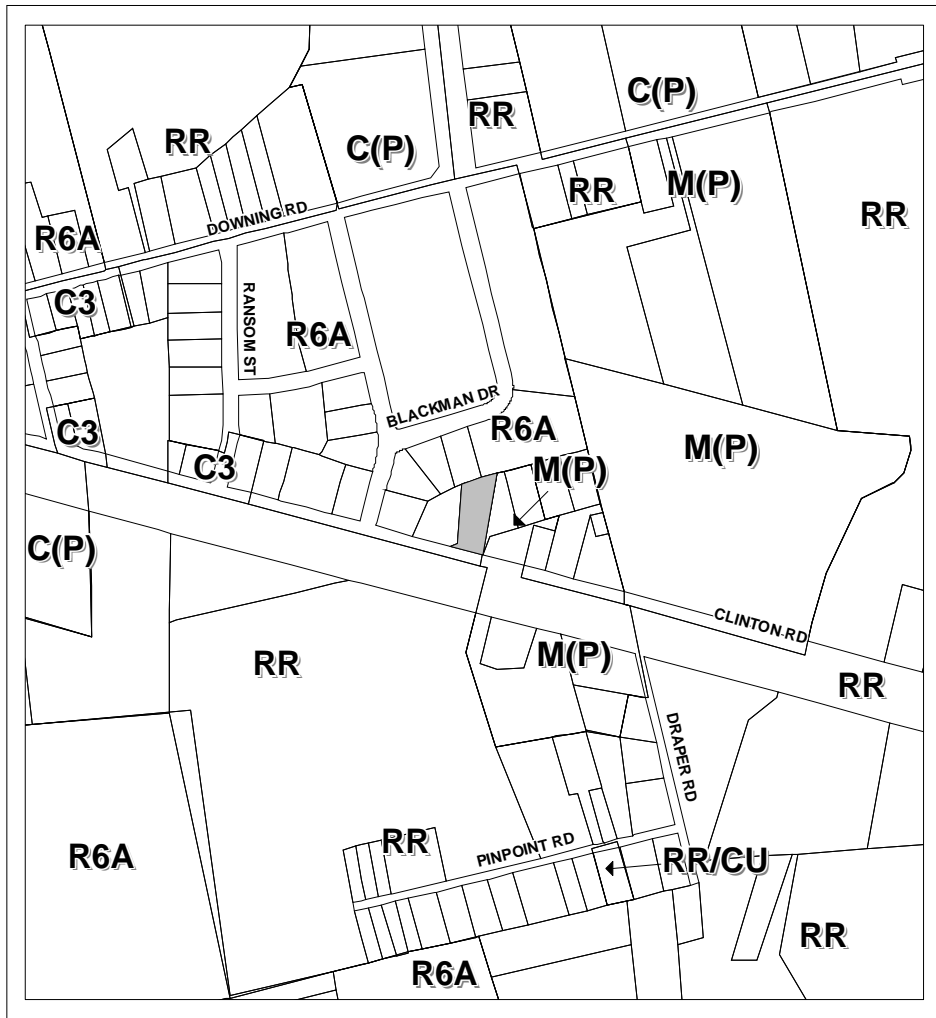 C(P)
RR
RR
C(P)
RR
M(P)
RR
DOWNING RD
R6A
C3
RANSOM ST
R6A
BLACKMAN DR
R6A
C3
M(P)
C3
M(P)
C(P)
CLINTON RD
RR
M(P)
RR
DRAPER RD
RR
PINPOINT RD
R6A
RR/CU
RR
R6A